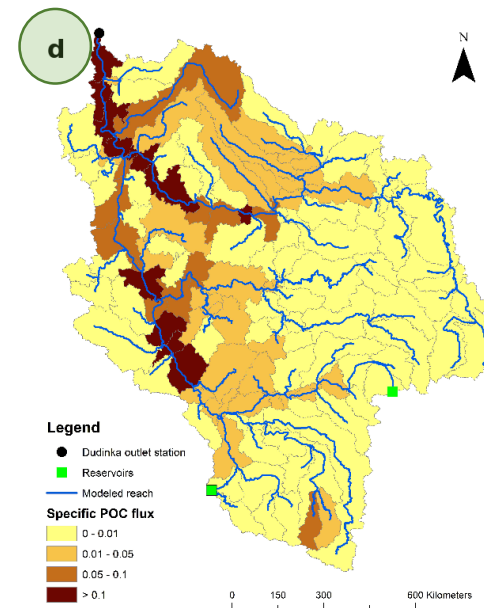 d
N
Legend
Dudinka outlet station
Reservoirs
Modeled reach
Specific POC flux
0 - 0.01
0.01 - 0.05
0.05 - 0.1
> 0.1
0 150 300 600 Kilometers